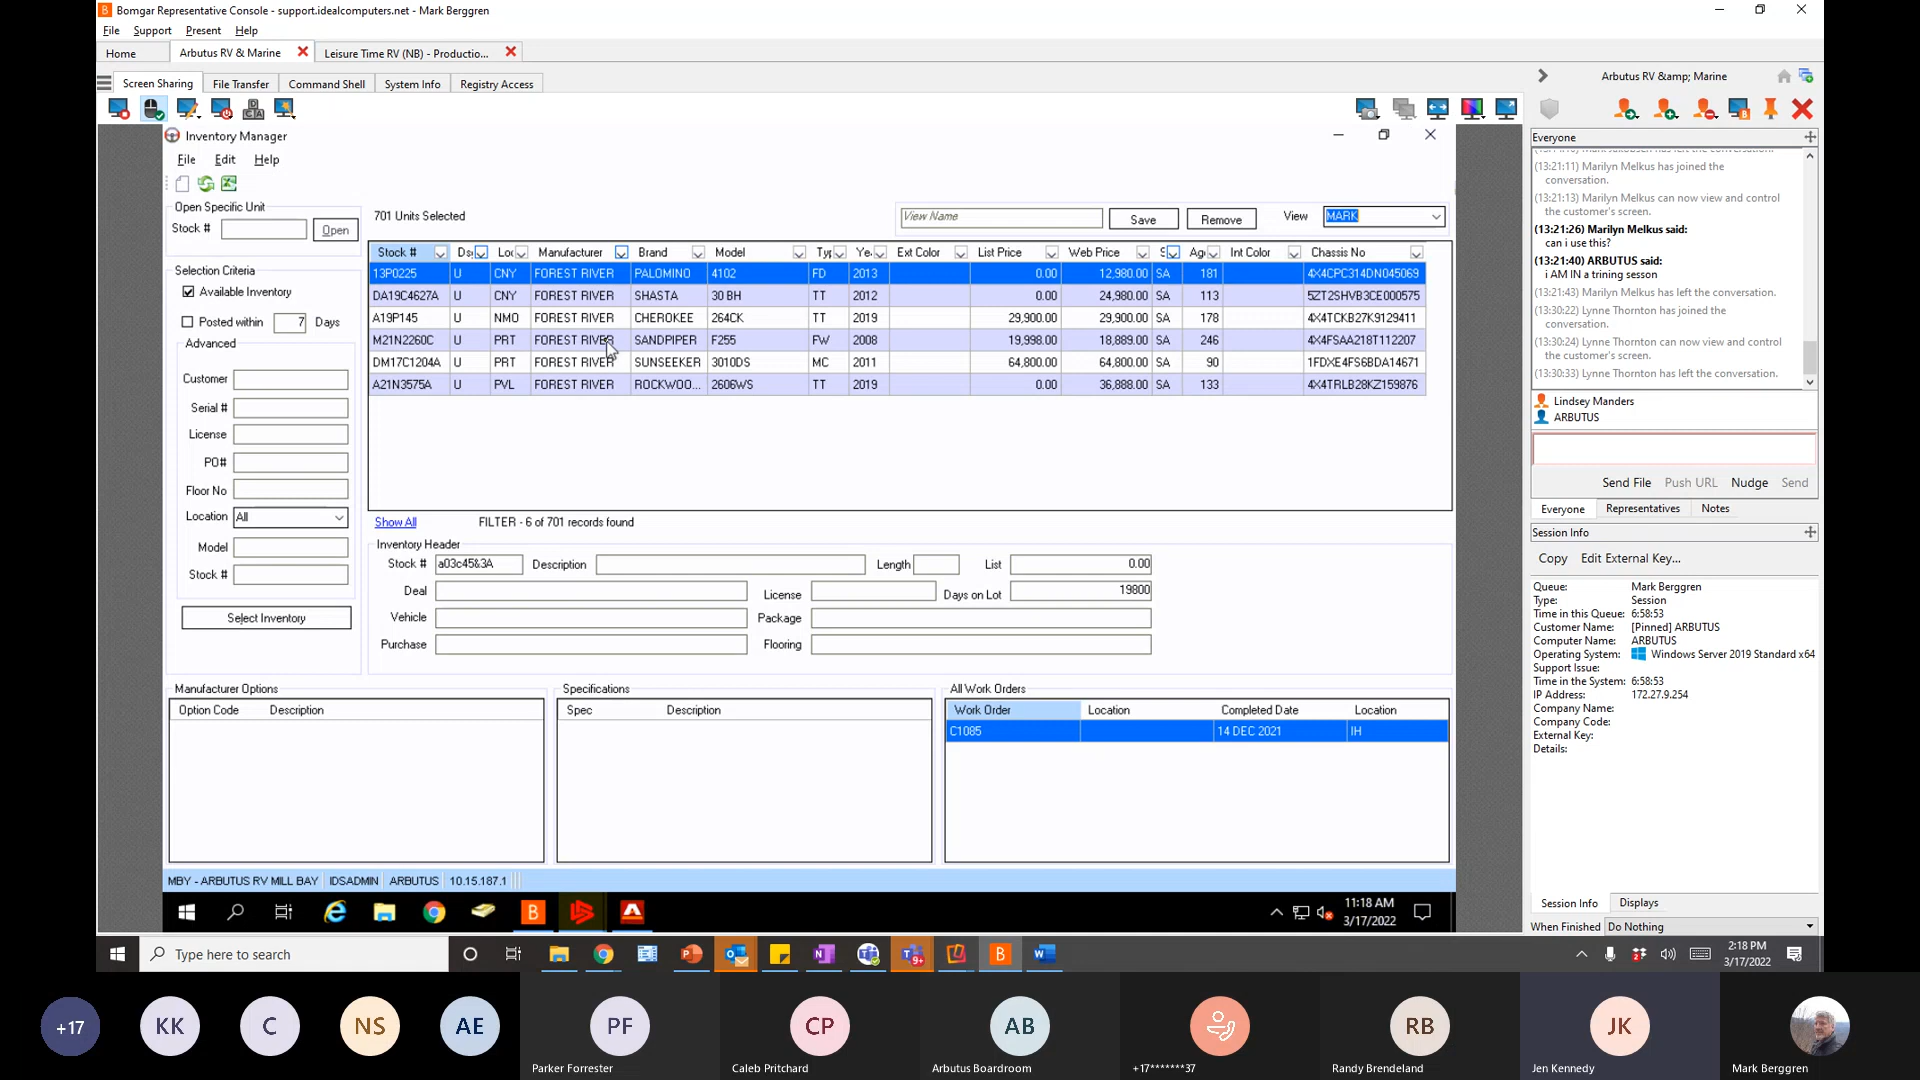 Bomgar Representative Console - support.idealcomputers.net - Mark Berggren
File Support Present Help
Home Arbutus RV & Marine Leisure Time RV (NB) - Productio...
Screen Sharing File Transfer Command Shell System Info Registry Access
Arbutus RV &amp; Marine
Inventory Manager
File Edit Help
Open Specific Unit
Stock # Open
701 Units Selected
View Name Save Remove View MARK
Selection Criteria
Available Inventory
Posted within 7 Days
Advanced
Customer
Serial #
License
PO#
Floor No
Location All
Model
Stock #
Select Inventory
Stock # Ds Loc Manufacturer Brand Model Ty Ye. Ext Color List Price Web Price S Ag Int Color Chassis No
13P0225 U CNY FOREST RIVER PALOMINO 4102 FD 2013 0.00 12,980.00 SA 181 4X4CPC314DN045069
DA19C4627A U CNY FOREST RIVER SHASTA 30 BH TT 2012 0.00 24,980.00 SA 113 5ZT2SHVB3CE000575
A19P145 U NMO FOREST RIVER CHEROKEE 264CK TT 2019 29,900.00 29,900.00 SA 178 4X4TCKB27K9129411
M21N2260C U PRT FOREST RIVER SANDPIPER F255 FW 2008 19,998.00 18,889.00 SA 246 4X4FSAA218T112207
DM17C1204A U PRT FOREST RIVER SUNSEEKER 3010DS MC 2011 64,800.00 64,800.00 SA 90 1FDXE4FS6BDA14671
A21N3575A U PVL FOREST RIVER ROCKWOO... 2606WS TT 2019 0.00 36,888.00 SA 133 4X4TRLB28KZ159876
Show All FILTER - 6 of 701 records found
Inventory Header
Stock # a03c45&3A Description Length List 0.00
Deal License Days on Lot 19800
Vehicle Package
Purchase Flooring
Manufacturer Options
Option Code Description
Specifications
Spec Description
All Work Orders
Work Order Location Completed Date Location
C1085 14 DEC 2021 IH
MBY - ARBUTUS RV MILL BAY IDSADMIN ARBUTUS 10.15.187.1
11:18 AM
3/17/2022
Everyone
(13:21:11) Marilyn Melkus has joined the
conversation.
(13:21:13) Marilyn Melkus can now view and control
the customer's screen.
(13:21:26) Marilyn Melkus said:
can i use this?
(13:21:40) ARBUTUS said:
i AM IN a trining sesson
(13:21:43) Marilyn Melkus has left the conversation.
(13:30:22) Lynne Thornton has joined the
conversation.
(13:30:24) Lynne Thornton can now view and control
the customer's screen.
(13:30:33) Lynne Thornton has left the conversation.
Lindsey Manders
ARBUTUS
Send File Push URL Nudge Send
Everyone Representatives Notes
Session Info
Copy Edit External Key...
Queue: Mark Berggren
Type: Session
Time in this Queue: 6:58:53
Customer Name: [Pinned] ARBUTUS
Computer Name: ARBUTUS
Operating System: Windows Server 2019 Standard x64
Support Issue:
Time in the System: 6:58:53
IP Address: 172.27.9.254
Company Name:
Company Code:
External Key:
Details:
Session Info Displays
When Finished Do Nothing
Type here to search
2:18 PM
3/17/2022
+17 KK C NS AE PF CP AB RB JK
Parker Forrester Caleb Pritchard Arbutus Boardroom +17*******37 Randy Brendeland Jen Kennedy Mark Berggren